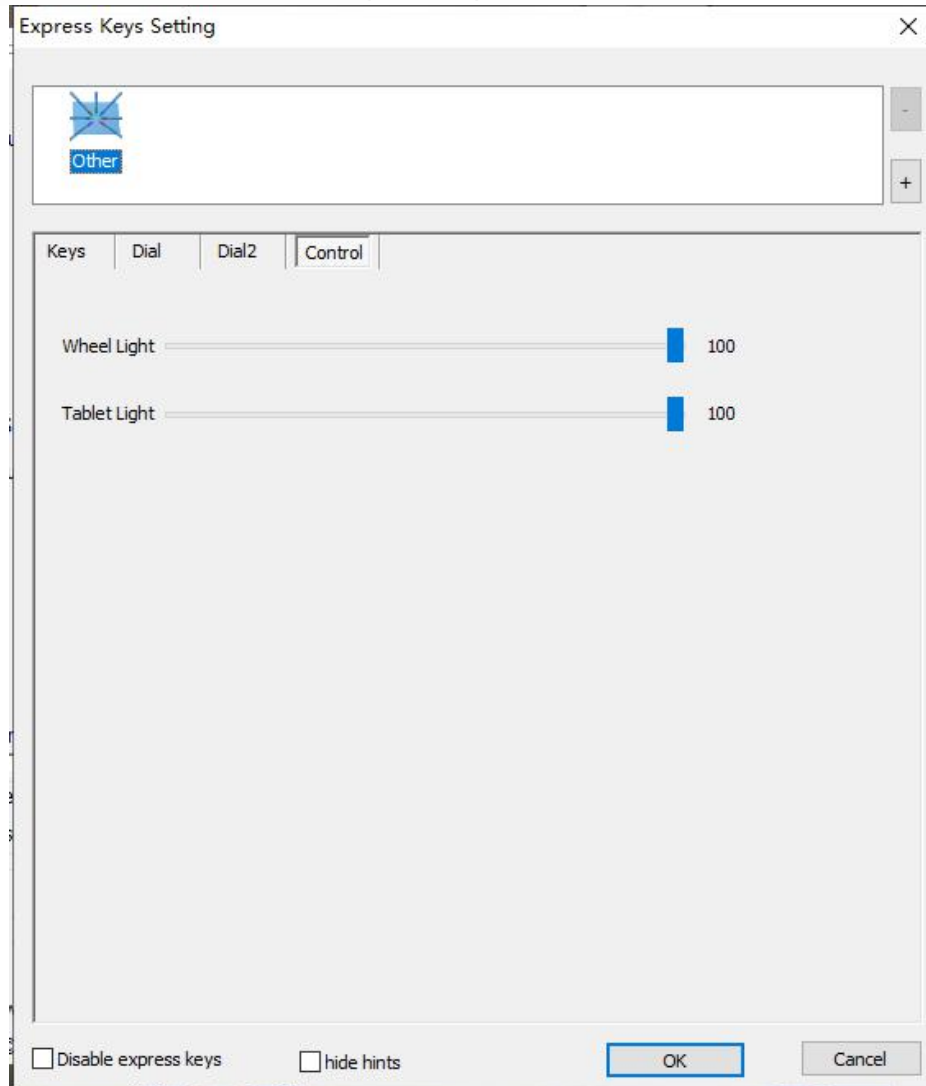 Express Keys Setting
-
Other
+
Keys Dial Dial2 Control
Wheel Light 100
Tablet Light 100
Disable express keys hide hints OK Cancel